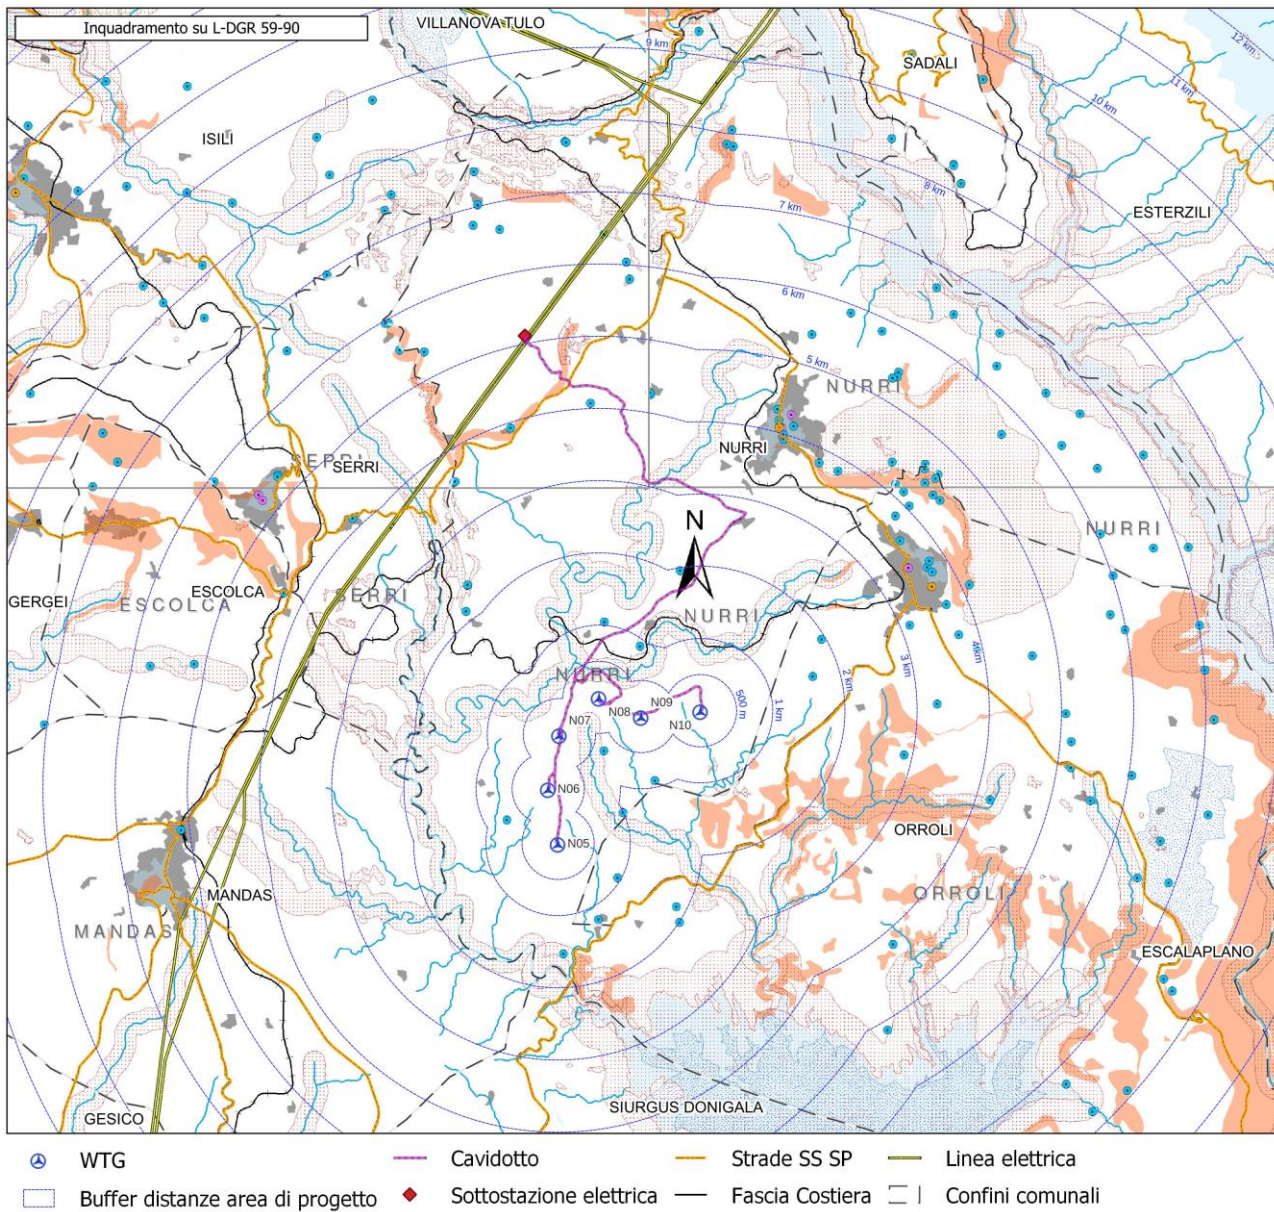 Inquadramento su L-DGR 59-90
VILLANOVA TULO
9 km
SADALI
12 km
11 km
10 km
ISILI
8 km
ESTERZILI
7 km
6 km
5 km
NURRI
NURRI
SERRI
SERRI
N
NURRI
ESCOLCA
SERRI
GERGEI
ESCOLCA
NURRI
4km
3 km
2 km
NURRI
500 m
1 km
N09
N08
N10
N07
N06
N05
ORROLI
ORROLI
MANDAS
MANDAS
ESCALAPLANO
SIURGUS DONIGALA
GESICO
WTG
Cavidotto
Strade SS SP
Linea elettrica
Buffer distanze area di progetto
Sottostazione elettrica
Fascia Costiera
Confini comunali